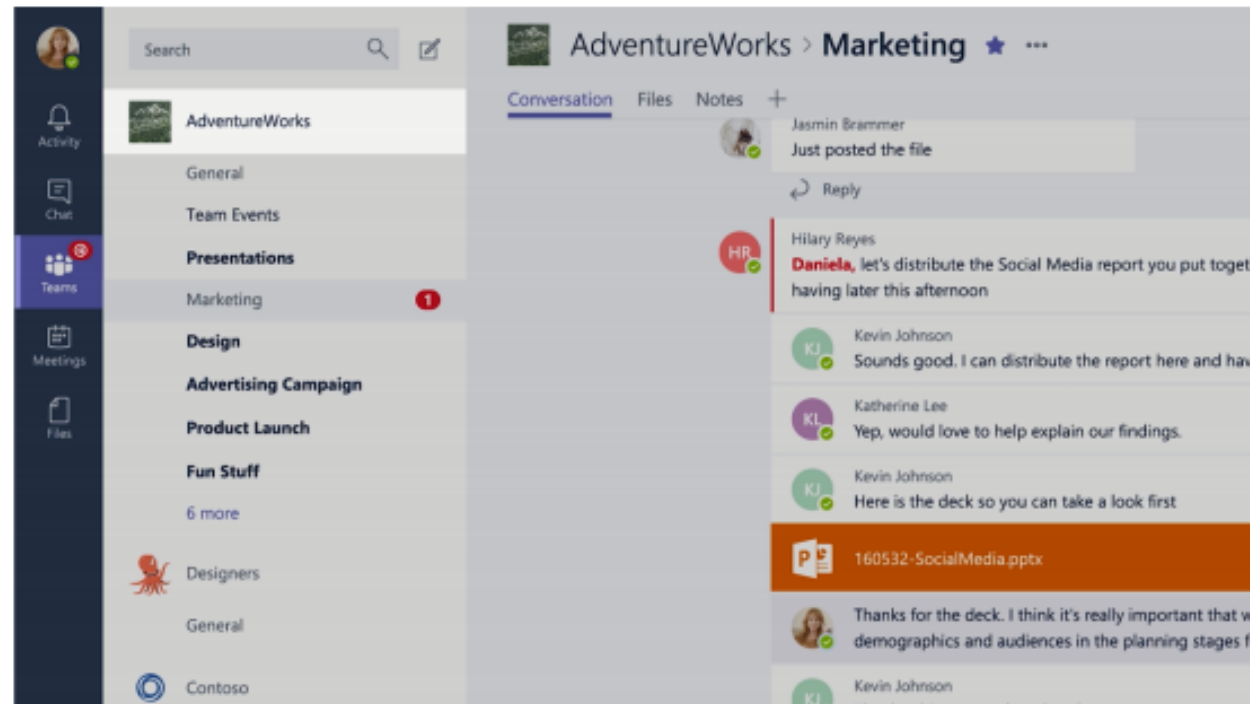 Search
AdventureWorks > Marketing
Activity
Chat
Teams
Meetings
Files
AdventureWorks
General
Team Events
Presentations
Marketing 1
Design
Advertising Campaign
Product Launch
Fun Stuff
6 more
Designers
General
Contoso
Conversation Files Notes
Jasmin Brammer
Just posted the file
Reply
HR
Hilary Reyes
Daniela, let's distribute the Social Media report you put
having later this afternoon
KJ
Kevin Johnson
Sounds good. I can distribute the report here and
KL
Katherine Lee
Yep, would love to help explain our findings.
KJ
Kevin Johnson
Here is the deck so you can take a look first
160532-SocialMedia.pptx
Thanks for the deck. I think it's really important that
demographics and audiences in the planning stages
KJ
Kevin Johnson